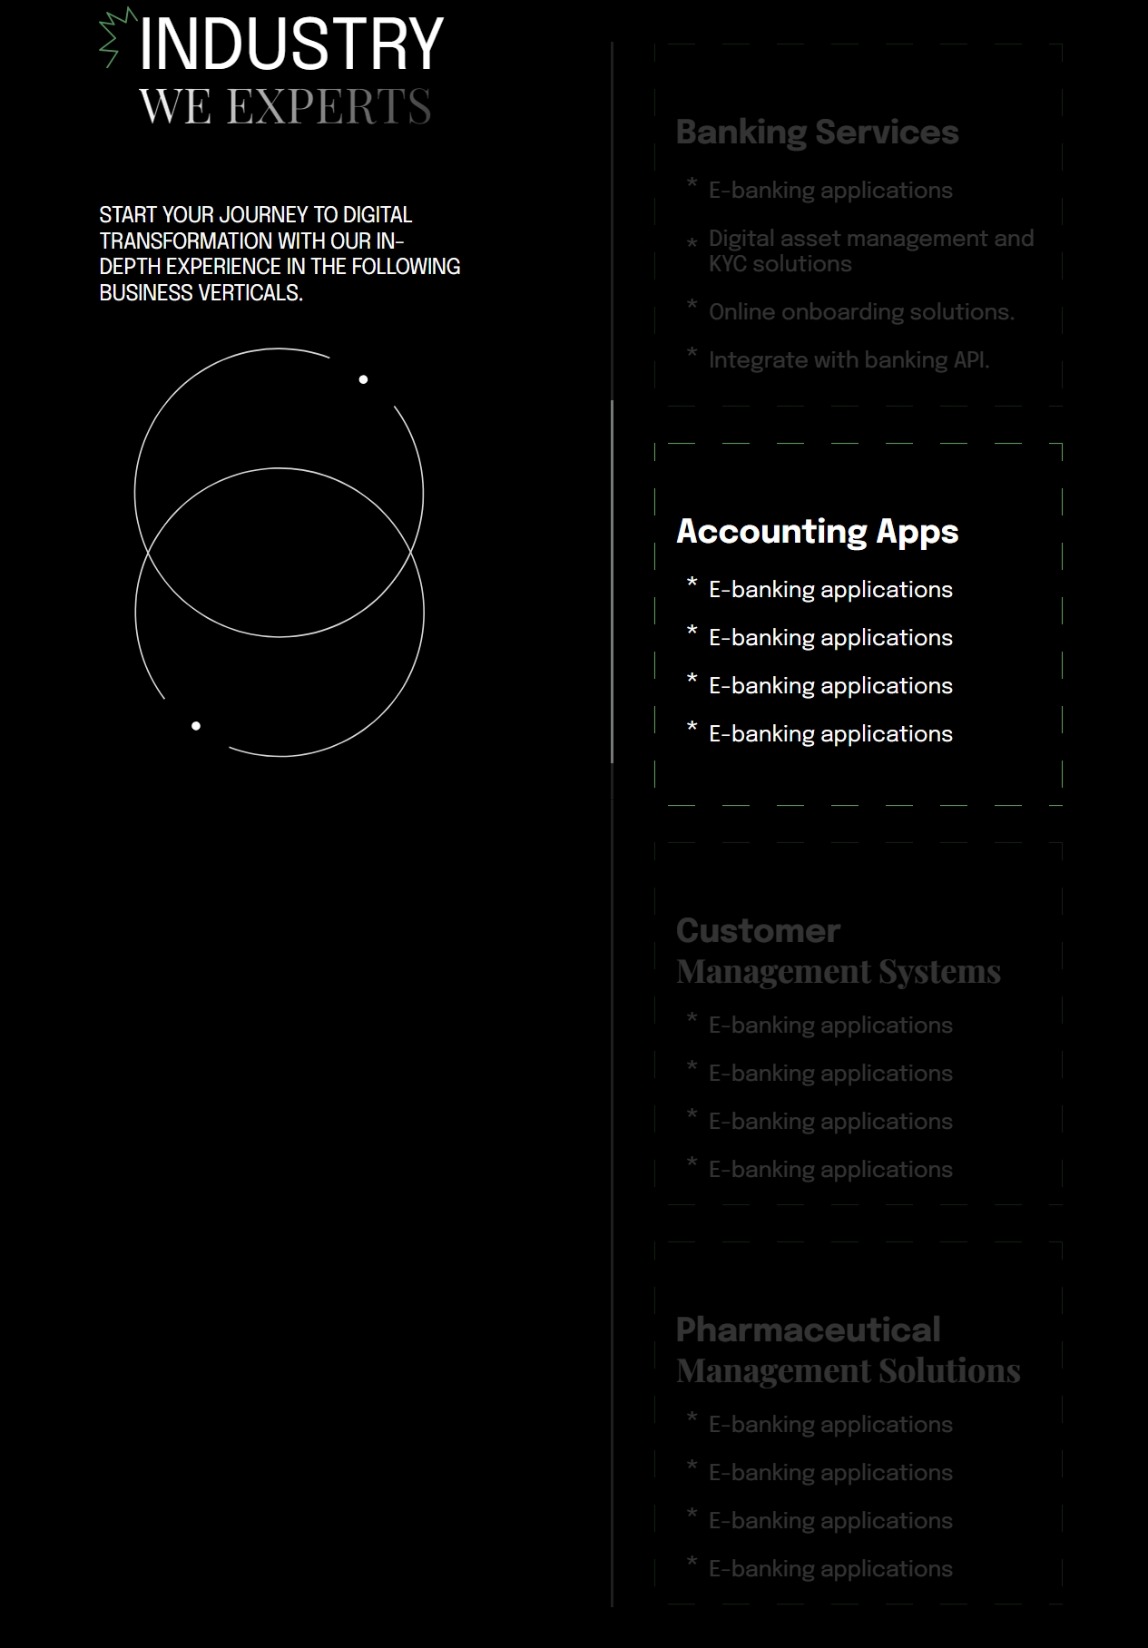 INDUSTRY
WE EXPERTS
START YOUR JOURNEY TO DIGITAL
TRANSFORMATION WITH OUR IN-
DEPTH EXPERIENCE IN THE FOLLOWING
BUSINESS VERTICALS.
Banking Services
* E-banking applications
* Digital asset management and
KYC solutions
* Online onboarding solutions.
* Integrate with banking API.
Accounting Apps
* E-banking applications
* E-banking applications
* E-banking applications
* E-banking applications
Customer
Management Systems
* E-banking applications
* E-banking applications
* E-banking applications
* E-banking applications
Pharmaceutical
Management Solutions
* E-banking applications
* E-banking applications
* E-banking applications
* E-banking applications